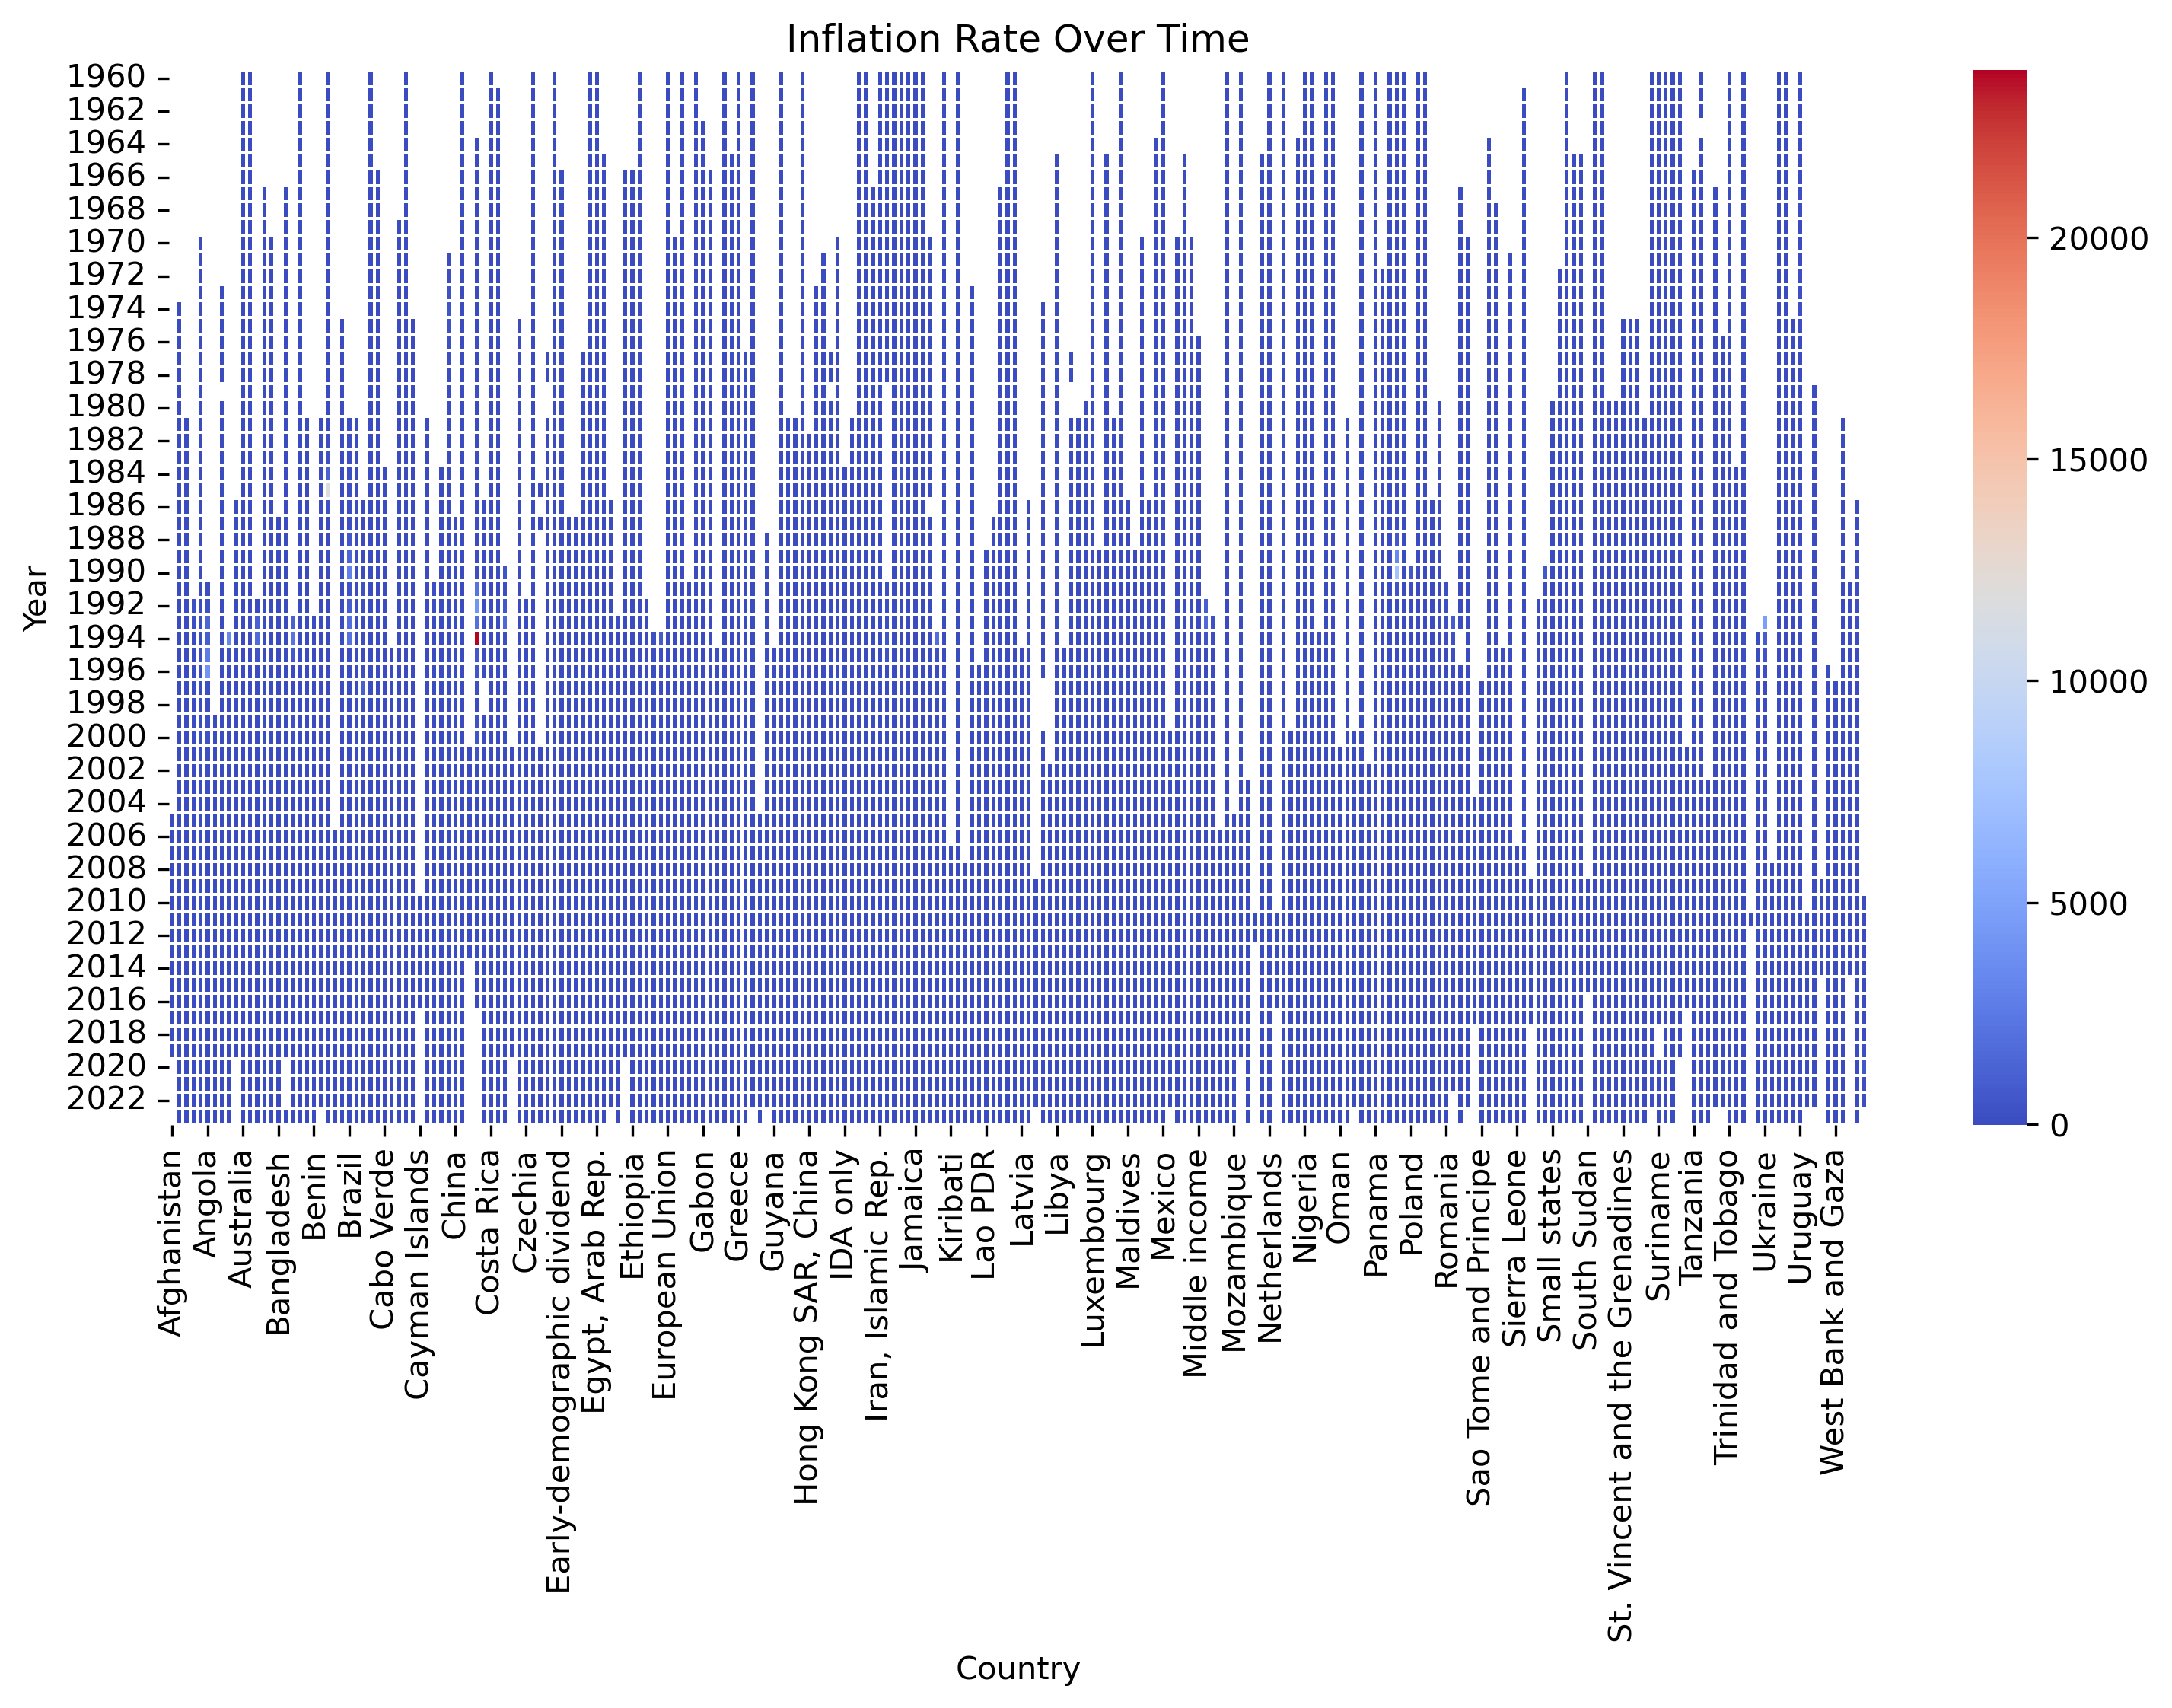 Inflation Rate Over Time
1960
1962
1964
1966
1968
1970
1972
1974
1976
1978
1980
1982
1984
1986
1988
1990
1992
1994
1996
1998
2000
2002
2004
2006
2008
2010
2012
2014
2016
2018
2020
2022
Year
20000
15000
10000
5000
0
Afghanistan
Angola
Australia
Bangladesh
Benin
Brazil
Cabo Verde
Cayman Islands
China
Costa Rica
Czechia
Early-demographic dividend
Egypt, Arab Rep.
Ethiopia
European Union
Gabon
Greece
Guyana
Hong Kong SAR, China
IDA only
Iran, Islamic Rep.
Jamaica
Kiribati
Lao PDR
Latvia
Libya
Luxembourg
Maldives
Mexico
Middle income
Mozambique
Netherlands
Nigeria
Oman
Panama
Poland
Romania
Sao Tome and Principe
Sierra Leone
Small states
South Sudan
St. Vincent and the Grenadines
Suriname
Tanzania
Trinidad and Tobago
Ukraine
Uruguay
West Bank and Gaza
Country